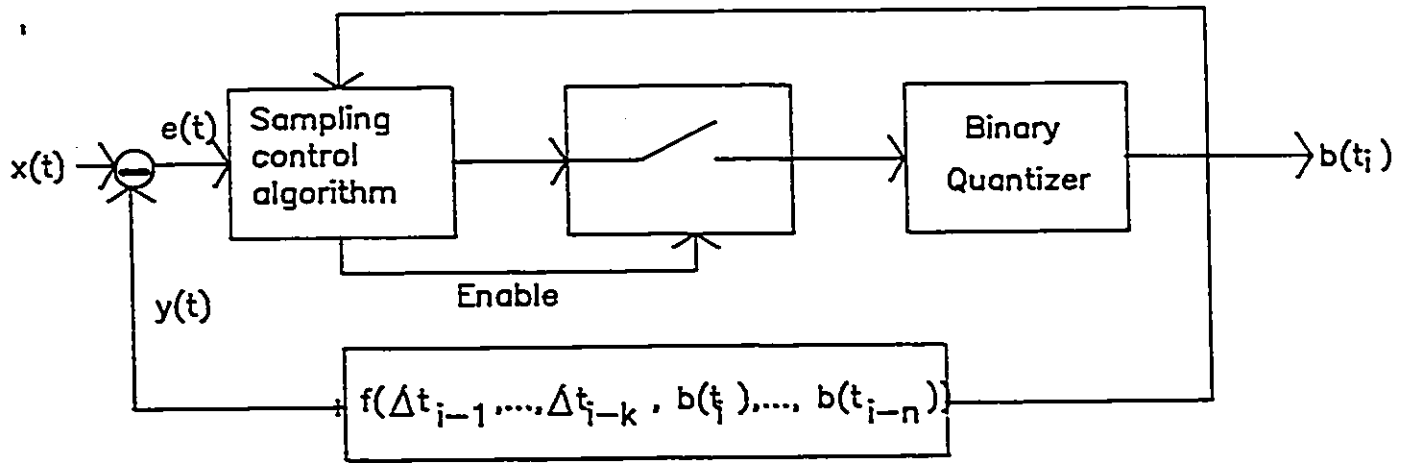 x(t)
e(t)
Sampling
control
algorithm
Binary
Quantizer
b(tᵢ)
Enable
y(t)
f(Δtᵢ₋₁,...,Δtᵢ₋ₖ, b(tᵢ),..., b(tᵢ₋ₙ))